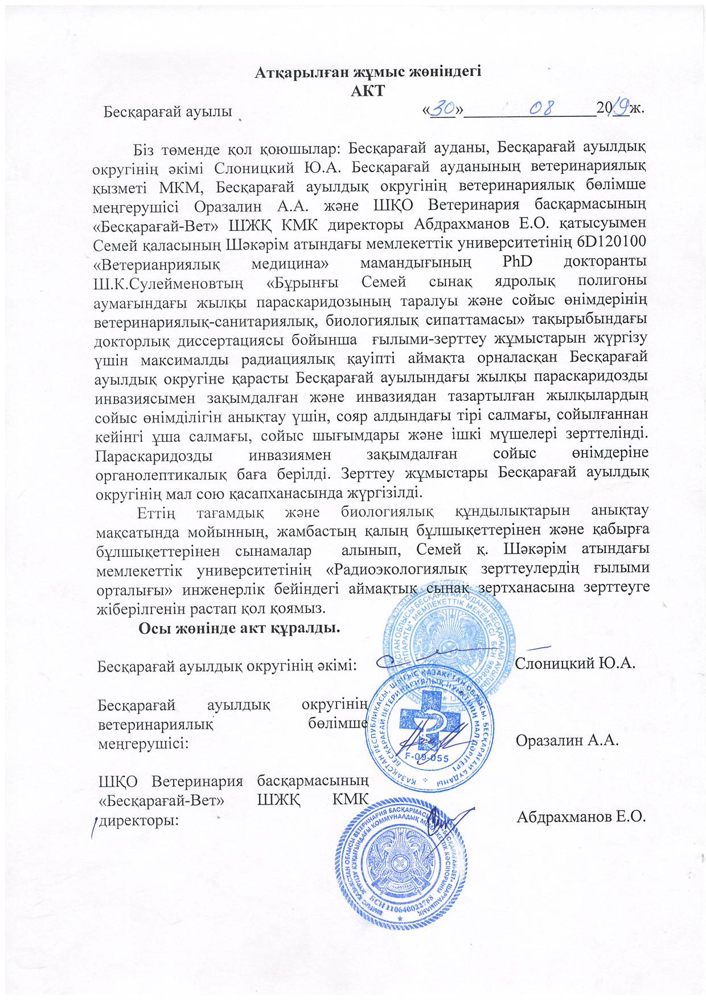 Атқарылған жұмыс жөніндегі
АКТ
Бесқарағай ауылы «30» 08 2019ж.
Біз төменде қол қоюшылар: Бесқарағай ауданы, Бесқарағай ауылдық
округінің әкімі Слоницкий Ю.А. Бесқарағай ауданының ветеринариялық
қызметі МКМ, Бесқарағай ауылдық округінің ветеринариялық бөлімше
меңгерушісі Оразалин А.А. және ШҚО Ветеринария басқармасының
«Бесқарағай-Вет» ШЖҚ КМК директоры Абдрахманов Е.О. қатысуымен
Семей қаласының Шәкәрім атындағы мемлекеттік университетінің 6D120100
«Ветерианриялық медицина» мамандығының PhD докторанты
Ш.К.Сулейменовтың «Бұрынғы Семей сынақ ядролық полигоны
аумағындағы жылқы параскаридозының таралуы және сойыс өнімдерінің
ветеринариялық-санитариялық, биологиялық сипаттамасы» тақырыбындағы
докторлық диссертациясы бойынша ғылыми-зерттеу жұмыстарын жүргізу
үшін максималды радиациялық қауіпті аймақта орналасқан Бесқарағай
ауылдық округіне қарасты Бесқарағай ауылындағы жылқы параскаридозды
инвазиясымен зақымдалған және инвазиядан тазартылған жылқылардың
сойыс өнімділігін анықтау үшін, сояр алдындағы тірі салмағы, сойылғаннан
кейінгі ұша салмағы, сойыс шығымдары және ішкі мүшелері зерттелінді.
Параскаридозды инвазиямен зақымдалған сойыс өнімдеріне
органолептикалық баға берілді. Зерттеу жұмыстары Бесқарағай ауылдық
округінің мал сою қасапханасында жүргізілді.
Еттің тағамдық және биологиялық құндылықтарын анықтау
мақсатында мойынның, жамбастың қалың бұлшықеттерінен және қабырға
бұлшықеттерінен сынамалар алынып, Семей қ. Шәкәрім атындағы
мемлекеттік университетінің «Радиоэкологиялық зерттеулердің ғылыми
орталығы» инженерлік бейіндегі аймақтық сынақ зертханасына зерттеуге
жіберілгенін растап қол қоямыз.
Осы жөнінде акт құралды.
Бесқарағай ауылдық округінің әкімі: Слоницкий Ю.А.
Бесқарағай ауылдық округінің
ветеринариялық бөлімше
меңгерушісі: Оразалин А.А.
F-09-055
ШҚО Ветеринария басқармасының
«Бесқарағай-Вет» ШЖҚ КМК
директоры: Абдрахманов Е.О.
БСН 110640022788